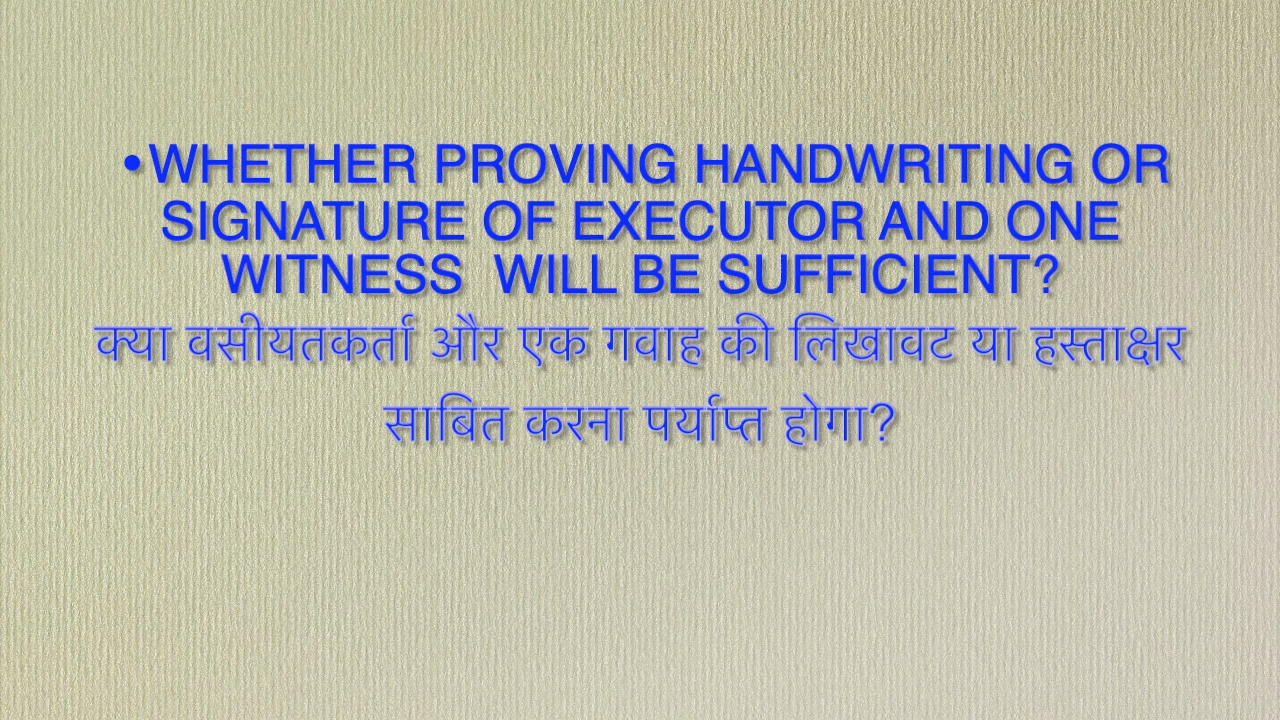 •WHETHER PROVING HANDWRITING OR
SIGNATURE OF EXECUTOR AND ONE
WITNESS  WILL BE SUFFICIENT?
क्या वसीयतकर्ता और एक गवाह की लिखावट या हस्ताक्षर
साबित करना पर्याप्त होगा?